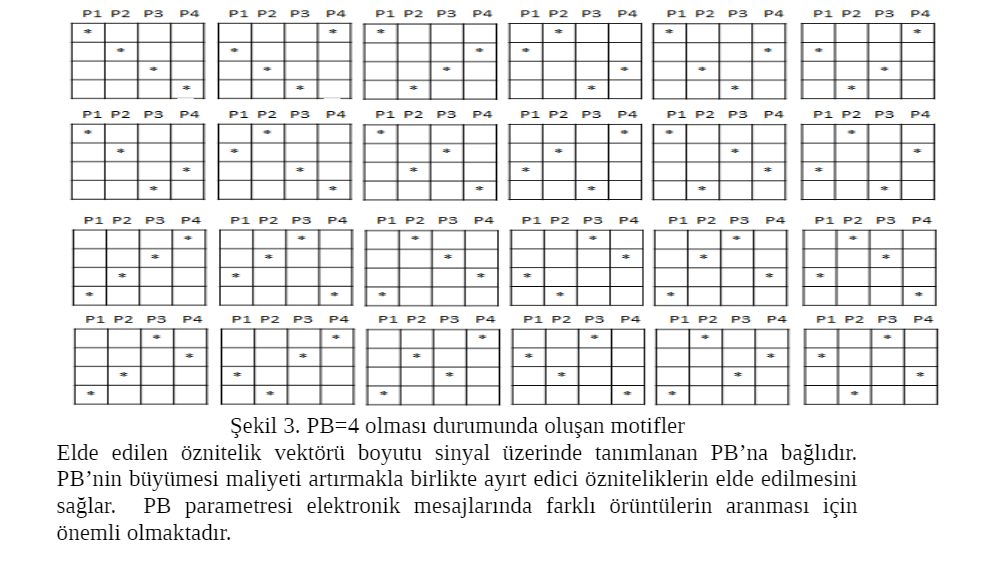 P1 P2 P3 P4 P1 P2 P3 P4 P1 P2 P3 P4 P1 P2 P3 P4 P1 P2 P3 P4 P1 P2 P3 P4
* * * * * *
* * * * * *
* * * * * *
* * * * * *
P1 P2 P3 P4 P1 P2 P3 P4 P1 P2 P3 P4 P1 P2 P3 P4 P1 P2 P3 P4 P1 P2 P3 P4
* * * * * *
* * * * * *
* * * * * *
* * * * * *
P1 P2 P3 P4 P1 P2 P3 P4 P1 P2 P3 P4 P1 P2 P3 P4 P1 P2 P3 P4 P1 P2 P3 P4
* * * * * *
* * * * * *
* * * * * *
* * * * * *
P1 P2 P3 P4 P1 P2 P3 P4 P1 P2 P3 P4 P1 P2 P3 P4 P1 P2 P3 P4 P1 P2 P3 P4
* * * * * *
* * * * * *
* * * * * *
* * * * * *
Şekil 3. PB=4 olması durumunda oluşan motifler
Elde edilen öznitelik vektörü boyutu sinyal üzerinde tanımlanan PB’na bağlıdır.
PB’nin büyümesi maliyeti artırmakla birlikte ayırt edici özniteliklerin elde edilmesini
sağlar. PB parametresi elektronik mesajlarında farklı örüntülerin aranması için
önemli olmaktadır.